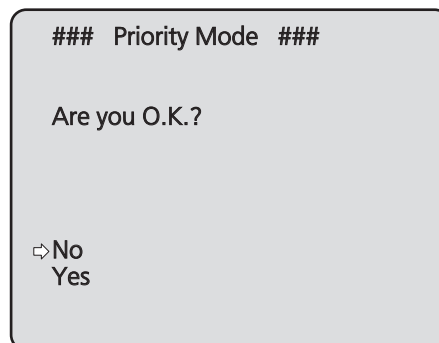 ### Priority Mode ###
Are you O.K.?
⇨No
Yes